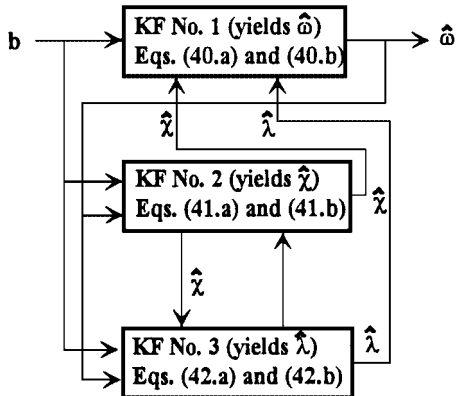 b
KF No. 1 (yields ω̂)
Eqs. (40.a) and (40.b)
ω̂
χ̂
λ̂
KF No. 2 (yields χ̂)
Eqs. (41.a) and (41.b)
χ̂
χ̂
KF No. 3 (yields λ̂)
Eqs. (42.a) and (42.b)
λ̂